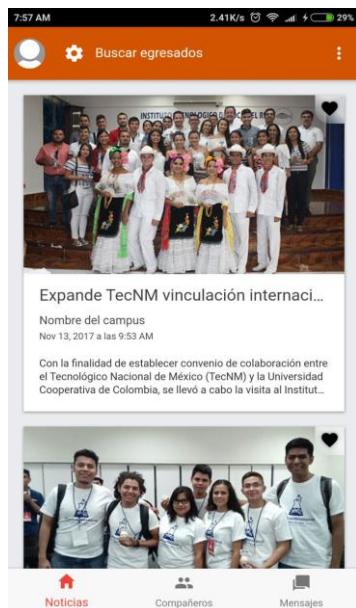 7:57 AM
2.41K/s
29%
Buscar egresados
Expande TecNM vinculación internaci...
Nombre del campus
Nov 13, 2017 a las 9:53 AM
Con la finalidad de establecer convenio de colaboración entre
el Tecnológico Nacional de México (TecNM) y la Universidad
Cooperativa de Colombia, se llevó a cabo la visita al Institut...
Noticias
Compañeros
Mensajes